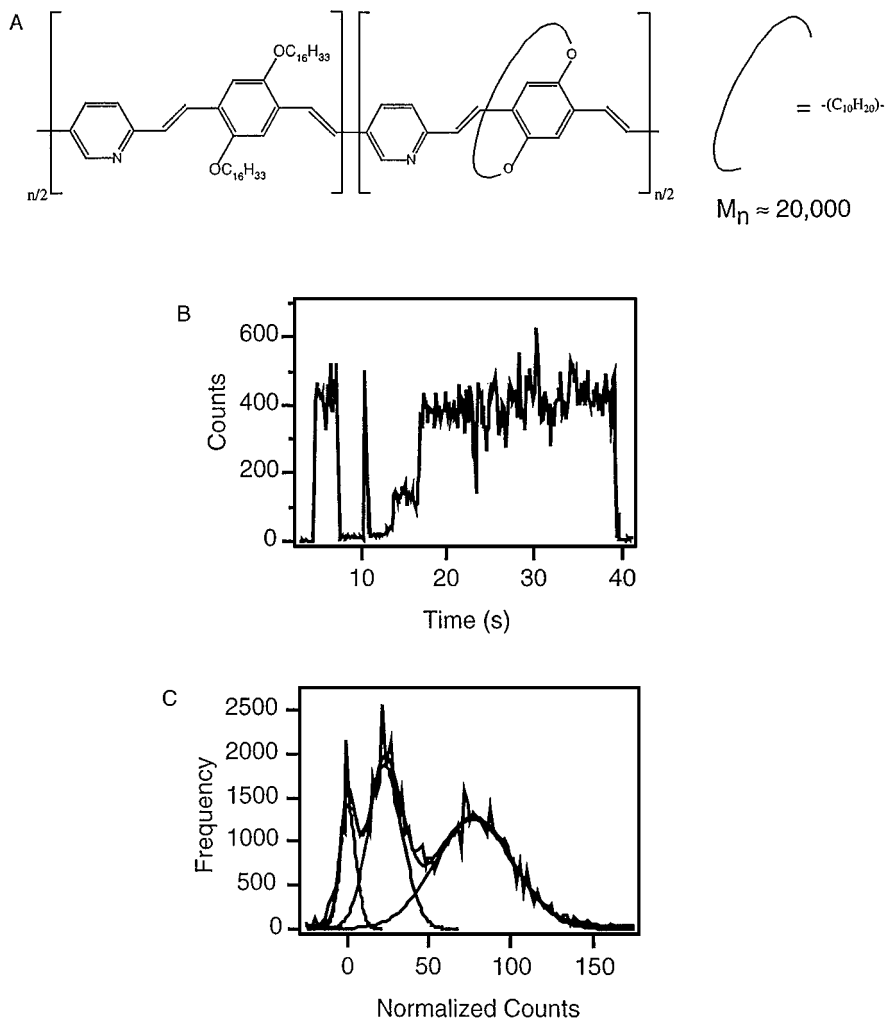 A
OC₁₆H₃₃
N
OC₁₆H₃₃
n/2
N
O
O
n/2
= -(C₁₀H₂₀)-
Mₙ ≈ 20,000
B
600
400
200
0
Counts
10 20 30 40
Time (s)
C
2500
2000
1500
1000
500
0
Frequency
0 50 100 150
Normalized Counts